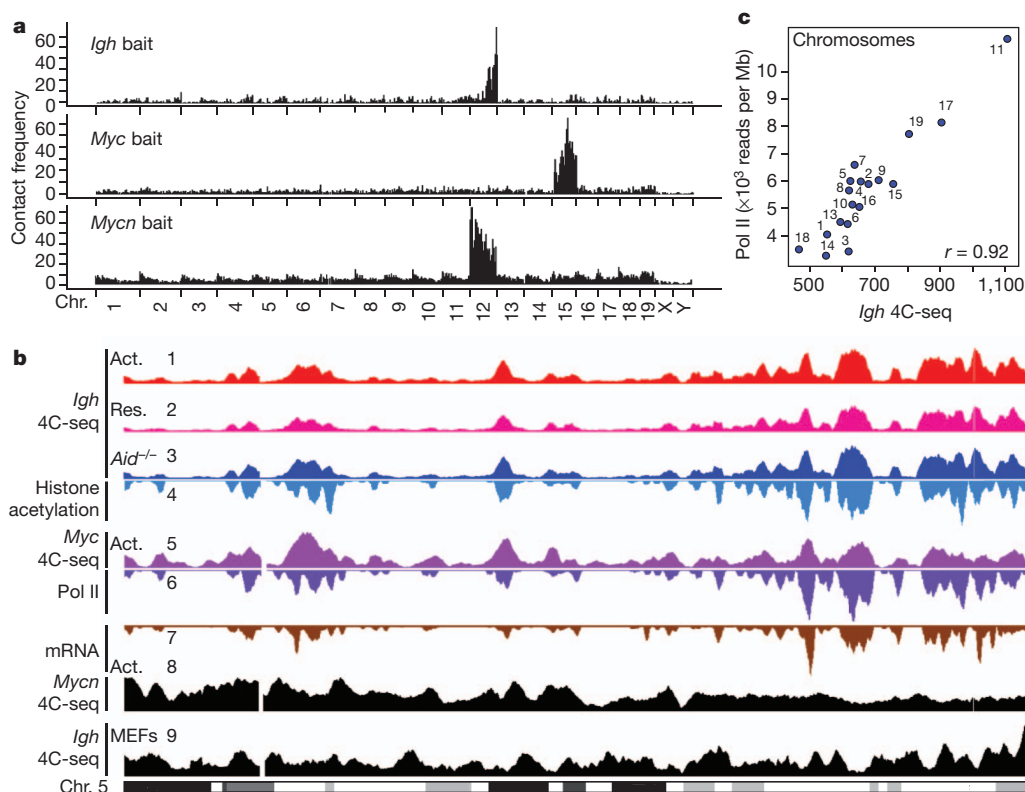 a
Igh bait
60
40
20
0
Myc bait
60
40
20
0
Mycn bait
60
40
20
0
Contact frequency
Chr.
1
2
3
4
5
6
7
8
9
10
11
12
13
14
15
16
17
18
19
X
Y
c
Chromosomes
11
17
19
7
5
2
9
8
4
15
10
16
13
6
1
3
18
14
r = 0.92
10
9
8
7
6
5
4
Pol II (×10³ reads per Mb)
500
700
900
1,100
Igh 4C-seq
b
Act. 1
Igh
4C-seq
Res. 2
Aid–/– 3
Histone
acetylation
4
Myc
4C-seq
Act. 5
Pol II
6
mRNA
7
Act. 8
Mycn
4C-seq
Igh
4C-seq
MEFs 9
Chr. 5